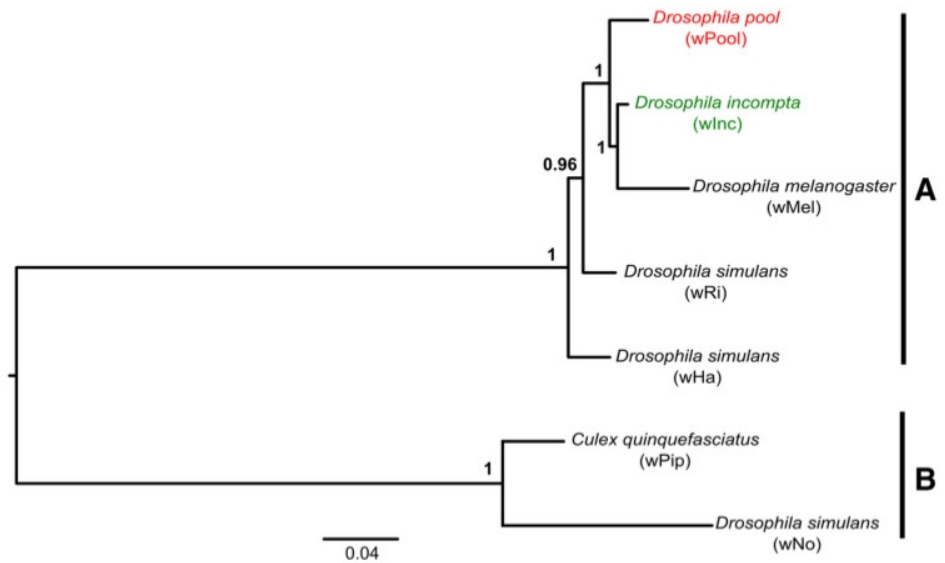 Drosophila pool
(wPool)
1
Drosophila incompta
(wInc)
1
0.96
Drosophila melanogaster
(wMel)
A
1
Drosophila simulans
(wRi)
Drosophila simulans
(wHa)
Culex quinquefasciatus
(wPip)
1
B
Drosophila simulans
(wNo)
0.04